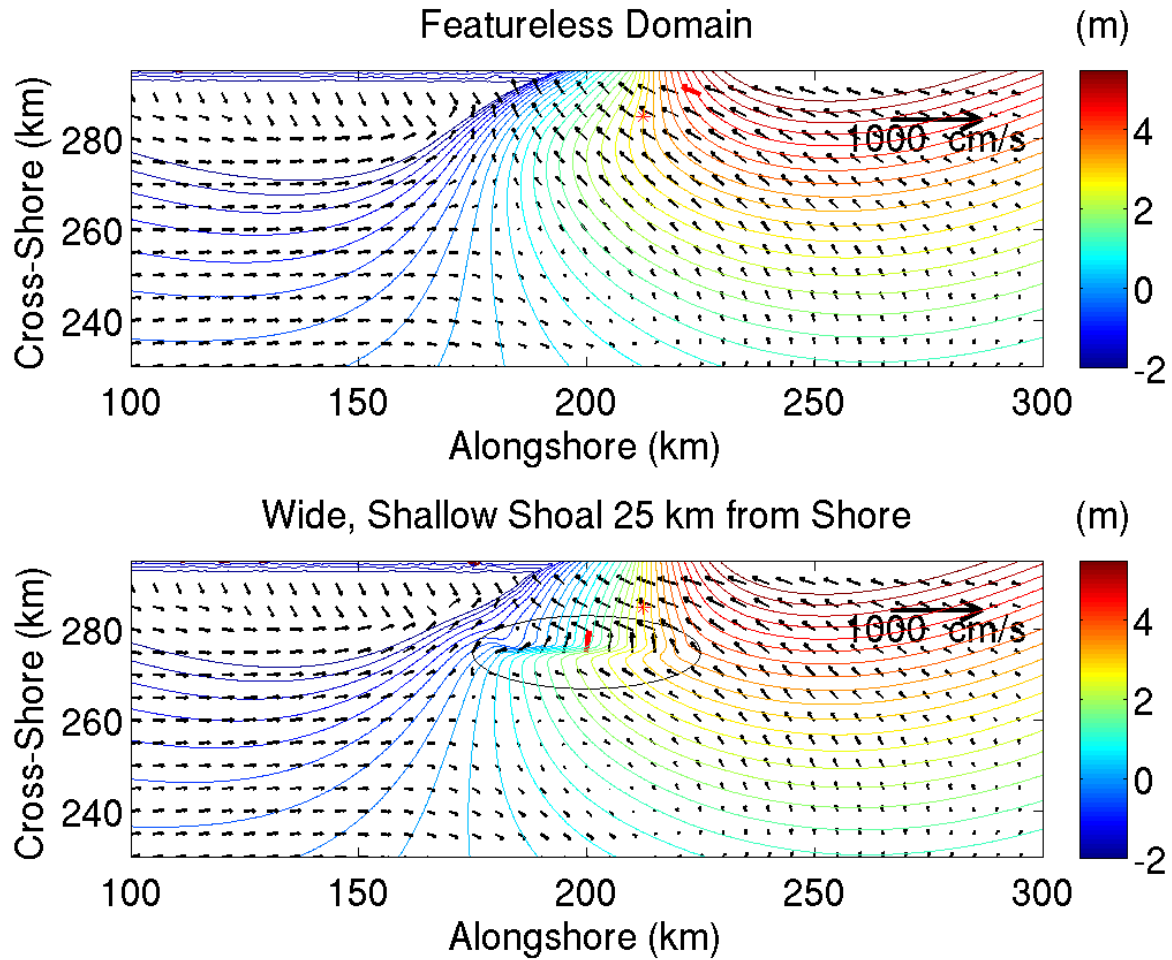 Featureless Domain
(m)
Cross-Shore (km)
280
260
240
1000 cm/s
4
2
0
-2
100
150
200
250
300
Alongshore (km)
Wide, Shallow Shoal 25 km from Shore
(m)
Cross-Shore (km)
280
260
240
1000 cm/s
4
2
0
-2
100
150
200
250
300
Alongshore (km)